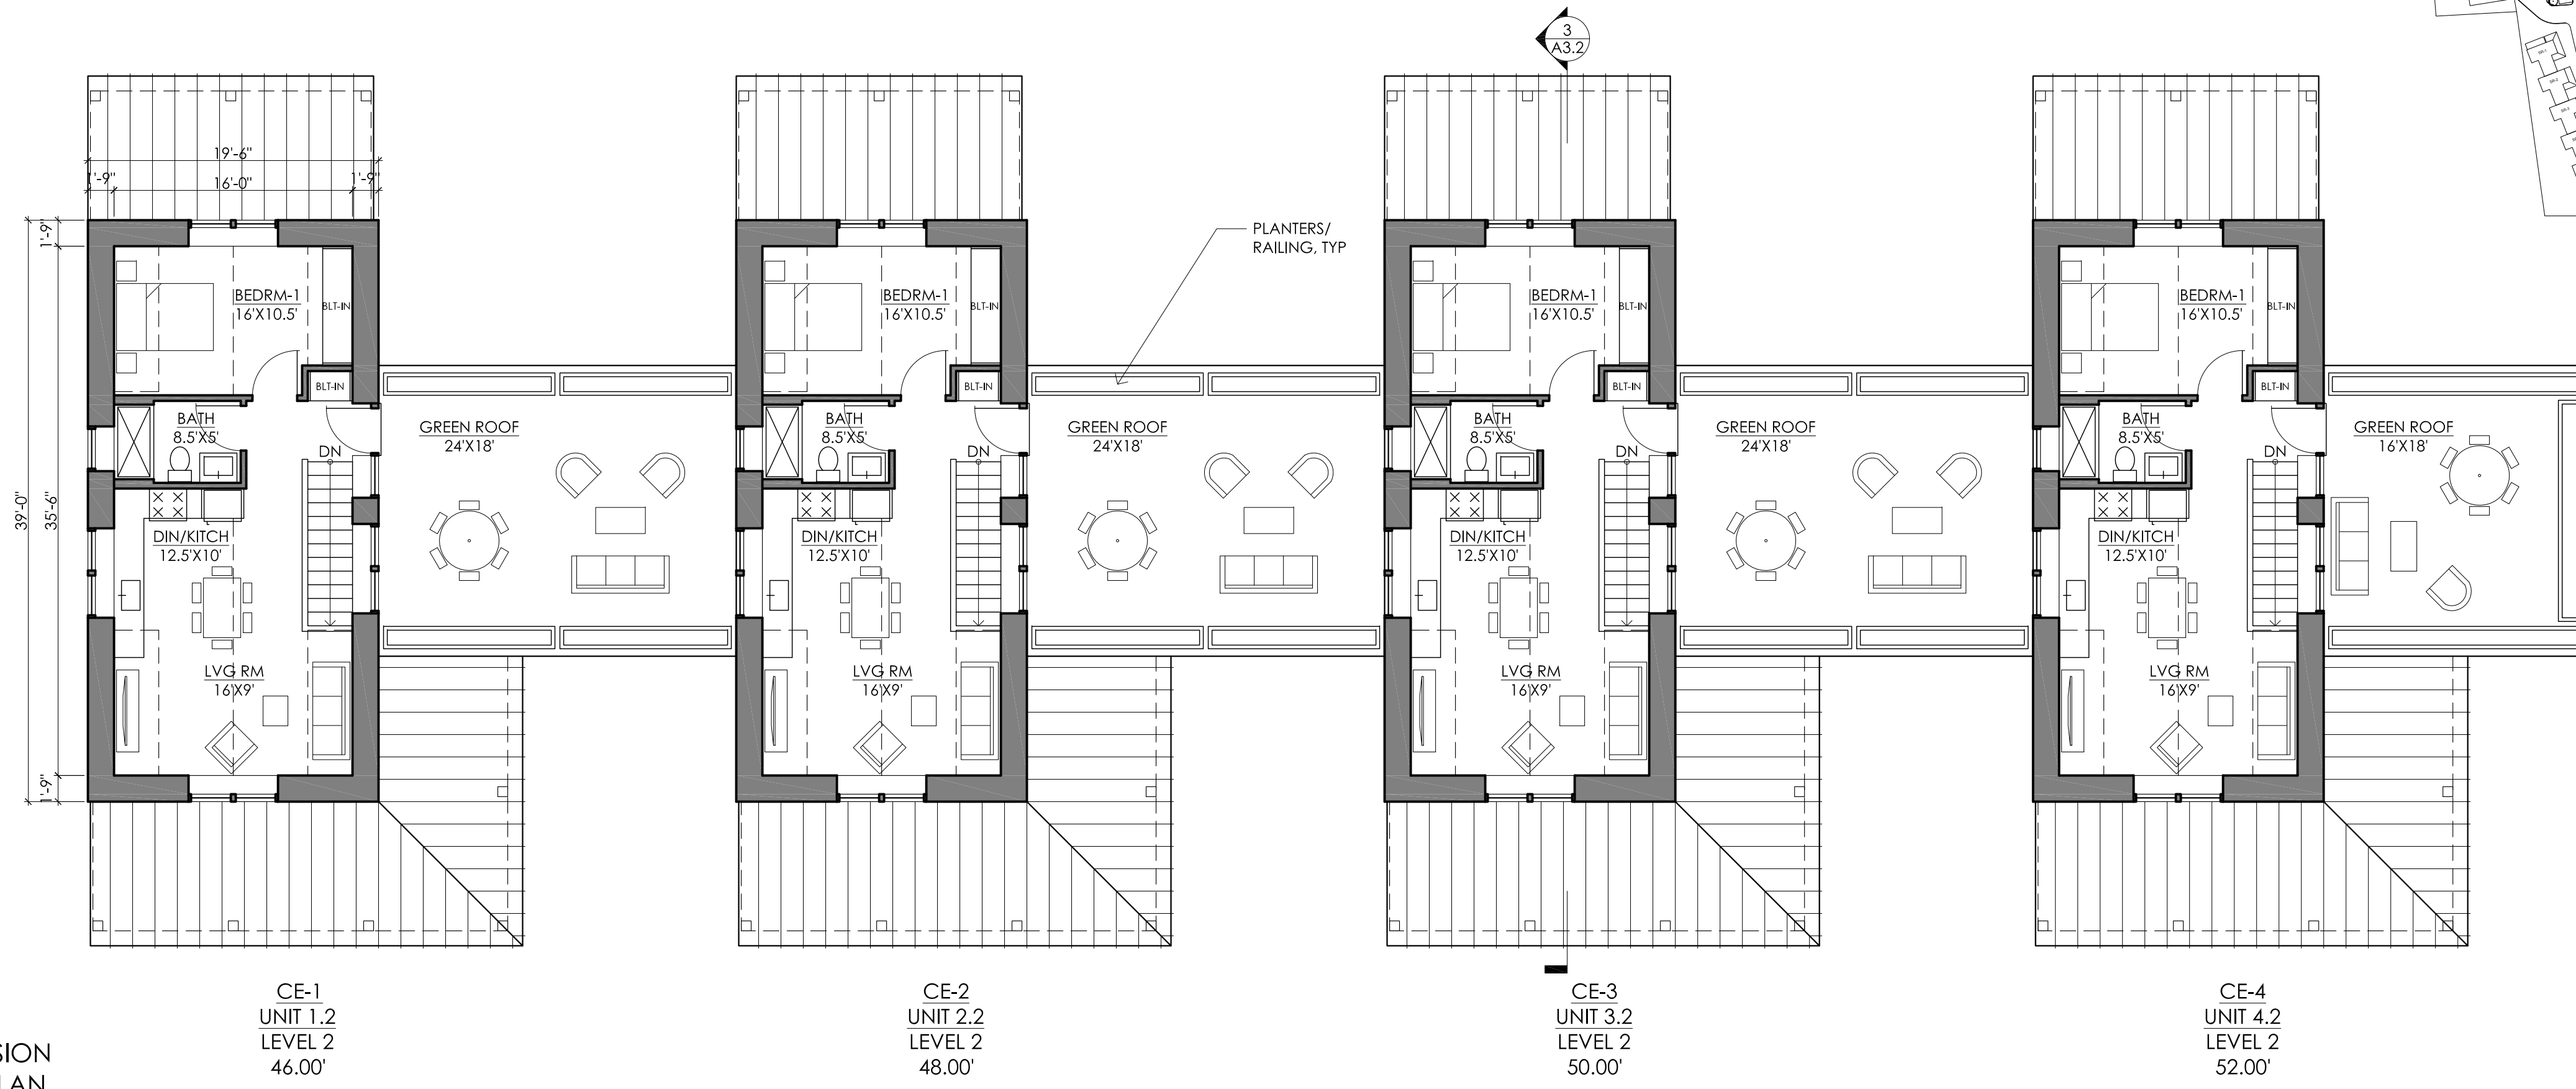 3
A3.2
19'-6"
1'-9"
16'-0"
1'-9"
39'-0"
1'-9"
35'-6"
1'-9"
PLANTERS/
RAILING, TYP
BEDRM-1
16'X10.5'
BLT-IN
BLT-IN
BATH
8.5'X5'
DN
DIN/KITCH
12.5'X10'
LVG RM
16'X9'
GREEN ROOF
24'X18'
BEDRM-1
16'X10.5'
BLT-IN
BLT-IN
BATH
8.5'X5'
DN
DIN/KITCH
12.5'X10'
LVG RM
16'X9'
GREEN ROOF
24'X18'
BEDRM-1
16'X10.5'
BLT-IN
BLT-IN
BATH
8.5'X5'
DN
DIN/KITCH
12.5'X10'
LVG RM
16'X9'
GREEN ROOF
24'X18'
BEDRM-1
16'X10.5'
BLT-IN
BLT-IN
BATH
8.5'X5'
DN
DIN/KITCH
12.5'X10'
LVG RM
16'X9'
GREEN ROOF
16'X18'
CE-1
UNIT 1.2
LEVEL 2
46.00'
CE-2
UNIT 2.2
LEVEL 2
48.00'
CE-3
UNIT 3.2
LEVEL 2
50.00'
CE-4
UNIT 4.2
LEVEL 2
52.00'